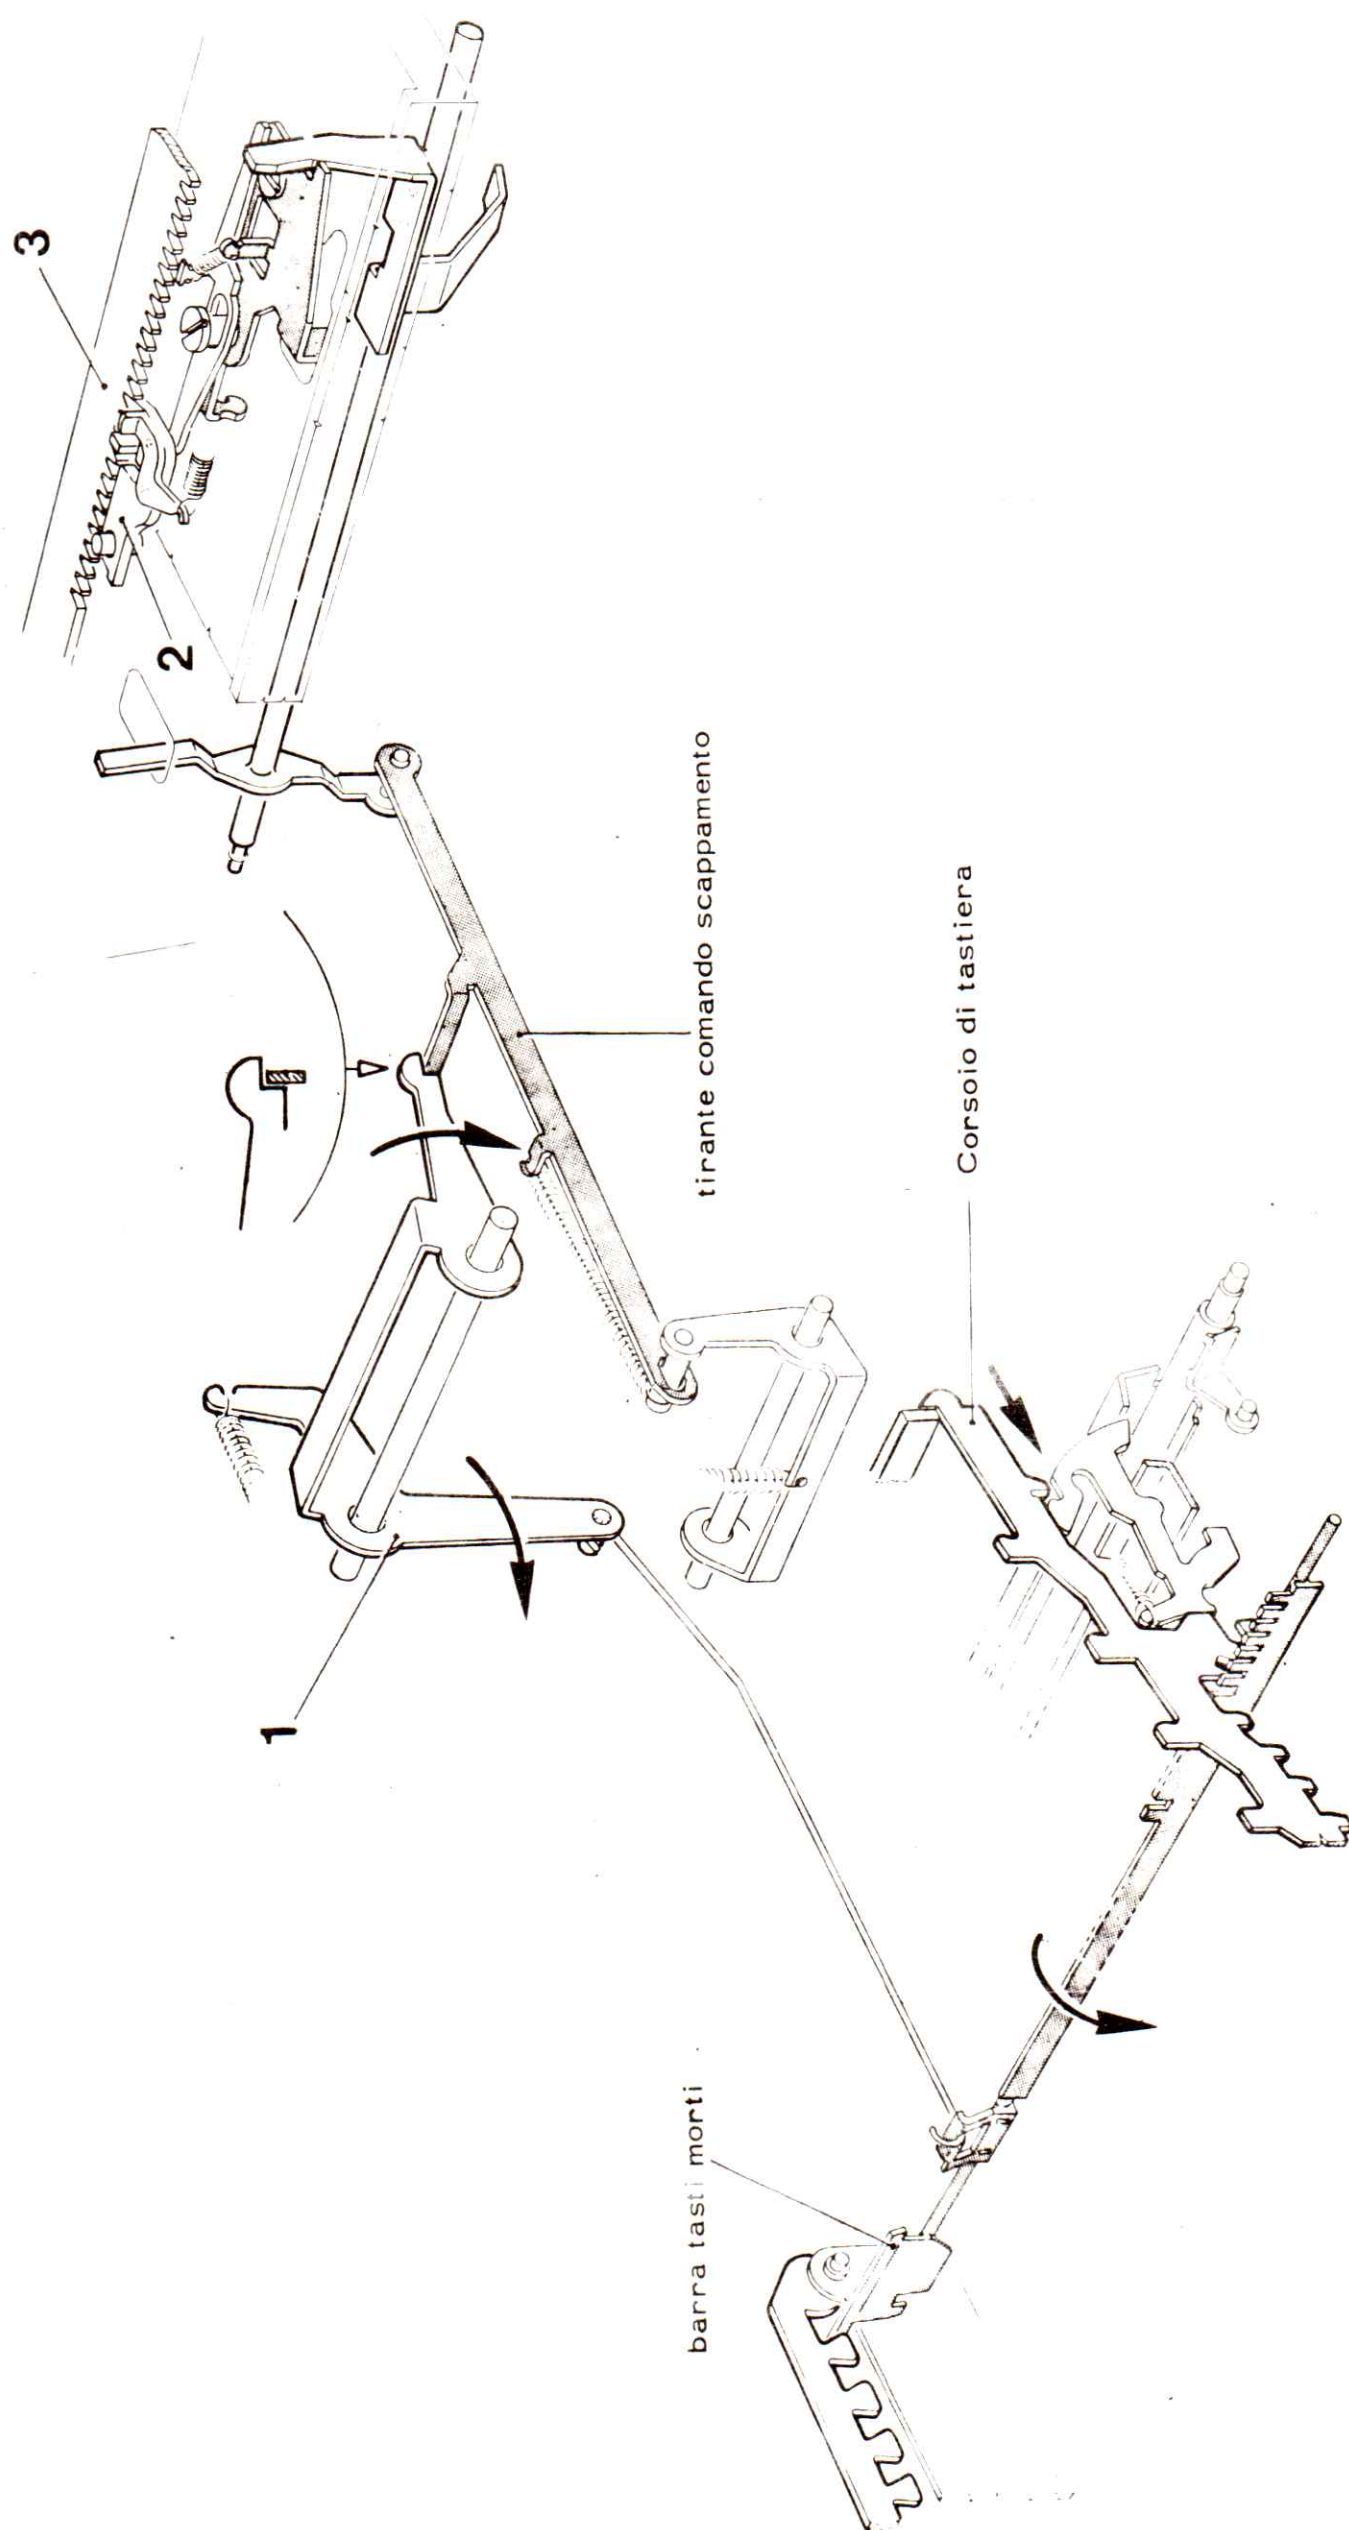 3
2
tirante comando scappamento
Corsoio di tastiera
1
barra tasti morti